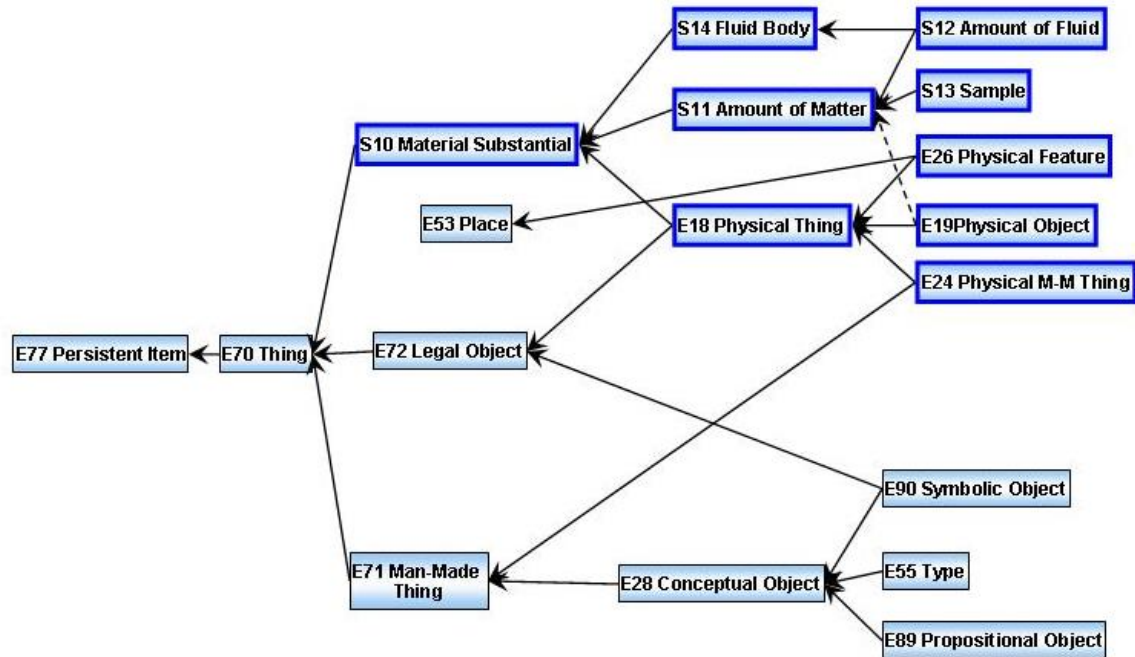 S14 Fluid Body
S12 Amount of Fluid
S13 Sample
S11 Amount of Matter
S10 Material Substantial
E26 Physical Feature
E53 Place
E18 Physical Thing
E19Physical Object
E24 Physical M-M Thing
E77 Persistent Item
E70 Thing
E72 Legal Object
E90 Symbolic Object
E71 Man-Made
Thing
E28 Conceptual Object
E55 Type
E89 Propositional Object